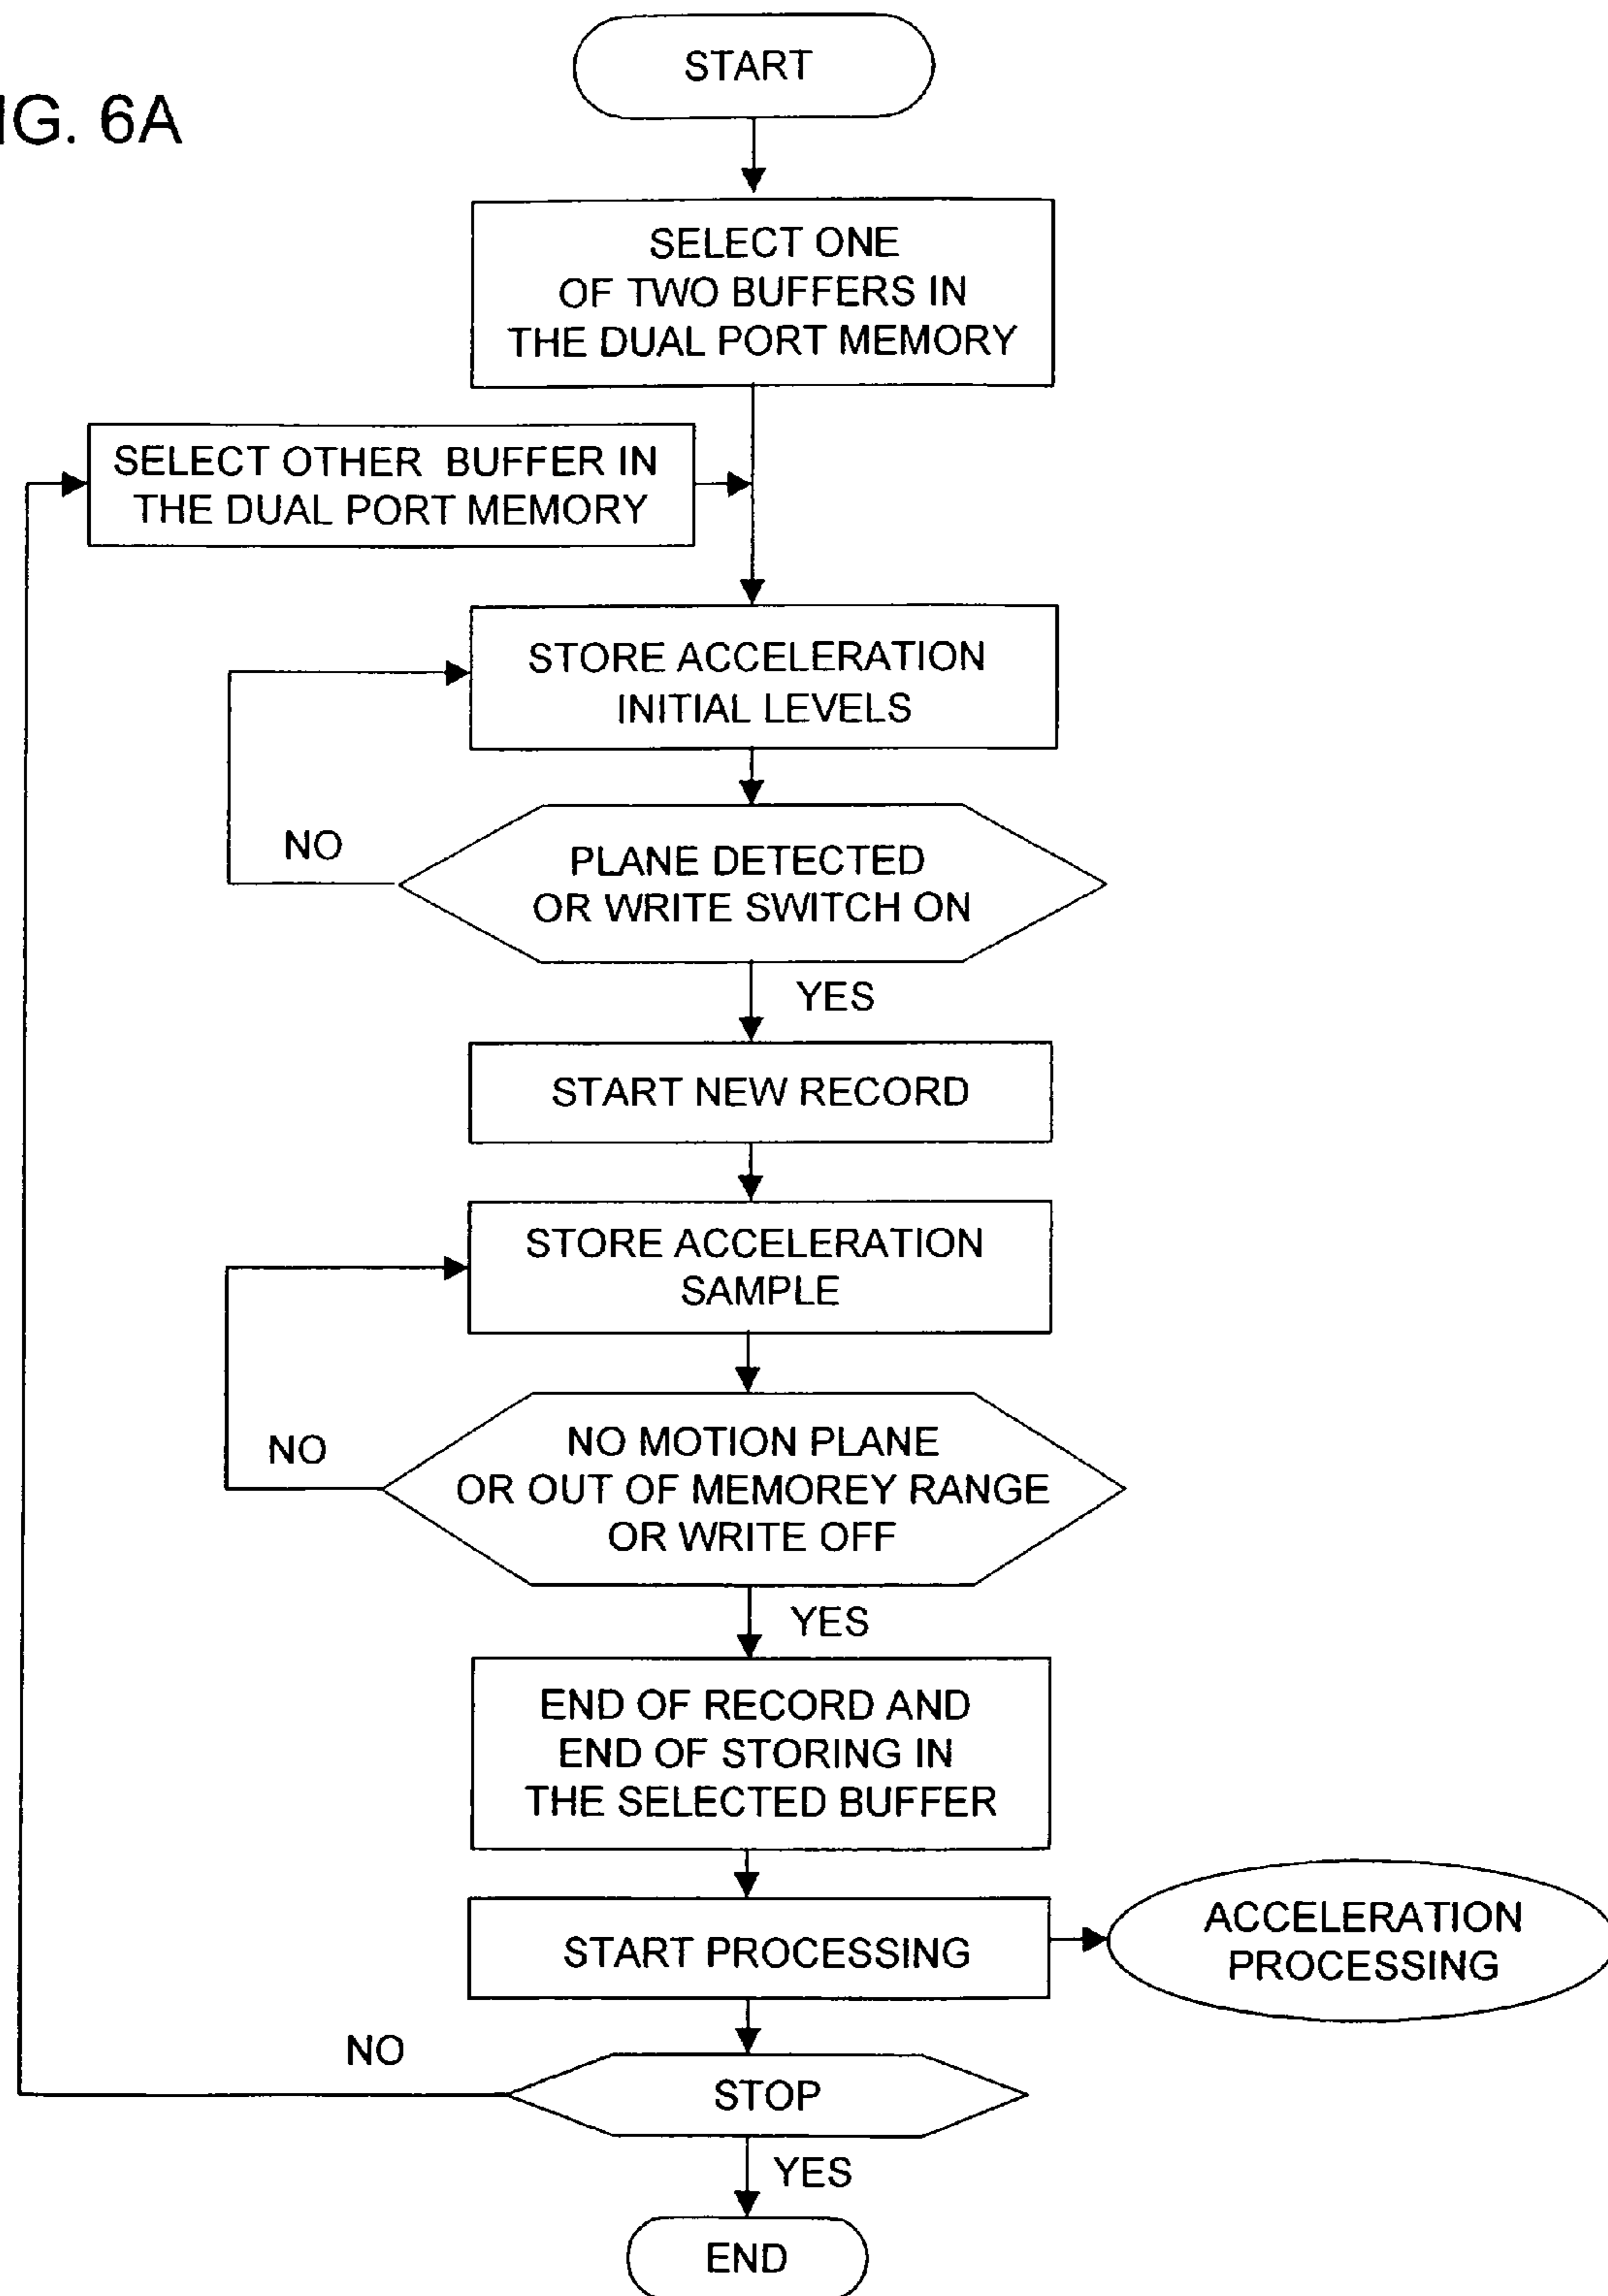 IG. 6A
START
SELECT ONE
OF TWO BUFFERS IN
THE DUAL PORT MEMORY
SELECT OTHER BUFFER IN
THE DUAL PORT MEMORY
STORE ACCELERATION
INITIAL LEVELS
NO
PLANE DETECTED
OR WRITE SWITCH ON
YES
START NEW RECORD
STORE ACCELERATION
SAMPLE
NO
NO MOTION PLANE
OR OUT OF MEMOREY RANGE
OR WRITE OFF
YES
END OF RECORD AND
END OF STORING IN
THE SELECTED BUFFER
START PROCESSING
ACCELERATION
PROCESSING
NO
STOP
YES
END